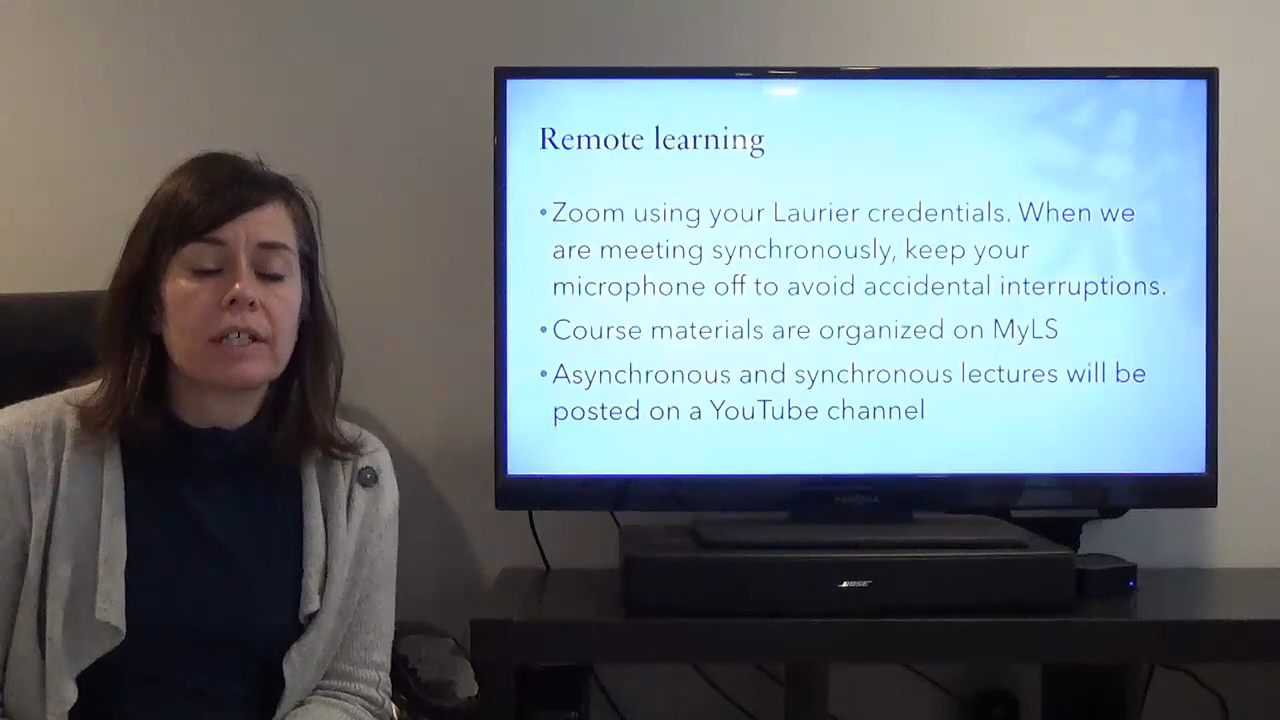 Remote learning
•Zoom using your Laurier credentials. When we
are meeting synchronously, keep your
microphone off to avoid accidental interruptions.
•Course materials are organized on MyLS
•Asynchronous and synchronous lectures will be
posted on a YouTube channel
BOSE